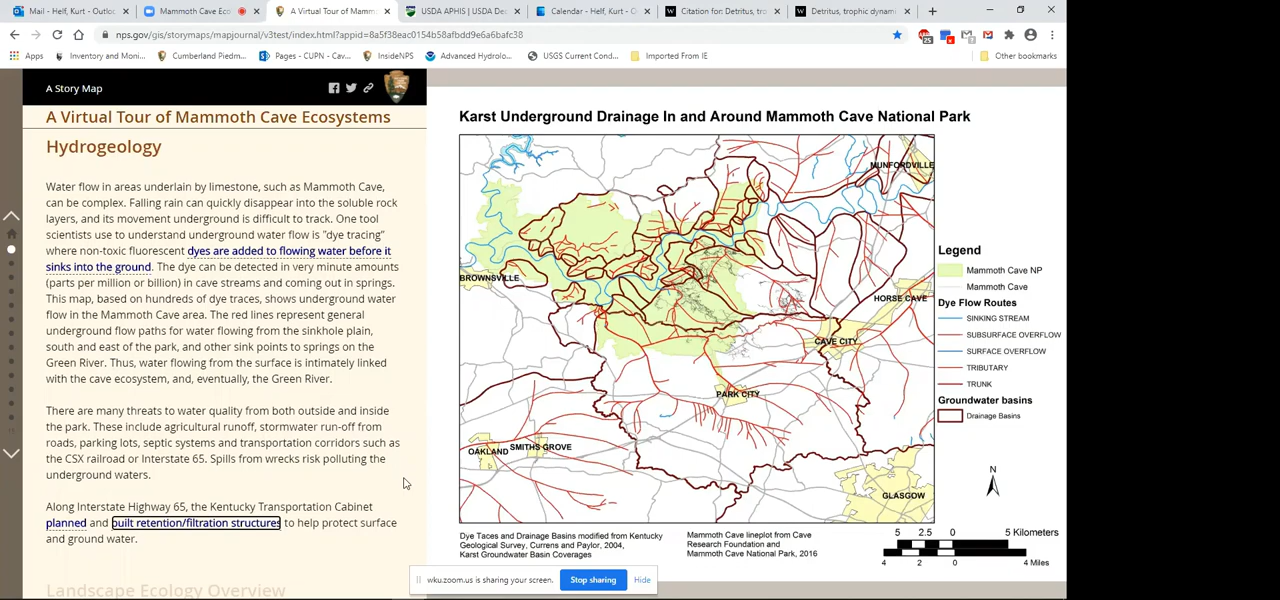 Mail - Helf, Kurt - Outloo
Mammoth Cave Eco
A Virtual Tour of Mamm
USDA APHIS | USDA De
Calendar - Helf, Kurt - O
Citation for: Detritus, tro
Detritus, trophic dynami
nps.gov/gis/storymaps/mapjournal/v3test/index.html?appid=8a5f38eac0154b58afbdd9e6a6bafc38
Apps
Inventory and Moni...
Cumberland Piedm...
Pages - CUPN - Cav...
InsideNPS
Advanced Hydrolo...
USGS Current Cond...
Imported From IE
Other bookmarks
A Story Map
A Virtual Tour of Mammoth Cave Ecosystems
Hydrogeology
Water flow in areas underlain by limestone, such as Mammoth Cave,
can be complex. Falling rain can quickly disappear into the soluble rock
layers, and its movement underground is difficult to track. One tool
scientists use to understand underground water flow is "dye tracing"
where non-toxic fluorescent dyes are added to flowing water before it
sinks into the ground. The dye can be detected in very minute amounts
(parts per million or billion) in cave streams and coming out in springs.
This map, based on hundreds of dye traces, shows underground water
flow in the Mammoth Cave area. The red lines represent general
underground flow paths for water flowing from the sinkhole plain,
south and east of the park, and other sink points to springs on the
Green River. Thus, water flowing from the surface is intimately linked
with the cave ecosystem, and, eventually, the Green River.
There are many threats to water quality from both outside and inside
the park. These include agricultural runoff, stormwater run-off from
roads, parking lots, septic systems and transportation corridors such as
the CSX railroad or Interstate 65. Spills from wrecks risk polluting the
underground waters.
Along Interstate Highway 65, the Kentucky Transportation Cabinet
planned and built retention/filtration structures to help protect surface
and ground water.
Landscape Ecology Overview
Karst Underground Drainage In and Around Mammoth Cave National Park
MUNFORDVILLE
BROWNSVILLE
HORSE CAVE
CAVE CITY
PARK CITY
SMITHS GROVE
OAKLAND
GLASGOW
Legend
Mammoth Cave NP
Mammoth Cave
Dye Flow Routes
SINKING STREAM
SUBSURFACE OVERFLOW
SURFACE OVERFLOW
TRIBUTARY
TRUNK
Groundwater basins
Drainage Basins
N
5 2.5 0 5 Kilometers
4 2 0 4 Miles
Dye Taces and Drainage Basins modified from Kentucky
Geological Survey, Currens and Paylor, 2004,
Karst Groundwater Basin Coverages
Mammoth Cave lineplot from Cave
Research Foundation and
Mammoth Cave National Park, 2016
wku.zoom.us is sharing your screen.
Stop sharing
Hide